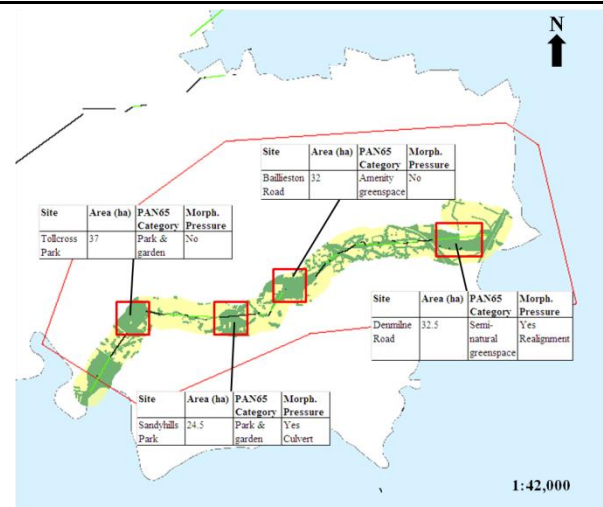 N
Site Area (ha) PAN65 Morph.
Category Pressure
Baillieston 32 Amenity No
Road greenspace
Site Area (ha) PAN65 Morph.
Category Pressure
Tollcross 37 Park & No
Park garden
Site Area (ha) PAN65 Morph.
Category Pressure
Denmilne 32.5 Semi- Yes
Road natural Realignment
greenspace
Site Area (ha) PAN65 Morph.
Category Pressure
Sandyhills 24.5 Park & Yes
Park garden Culvert
1:42,000